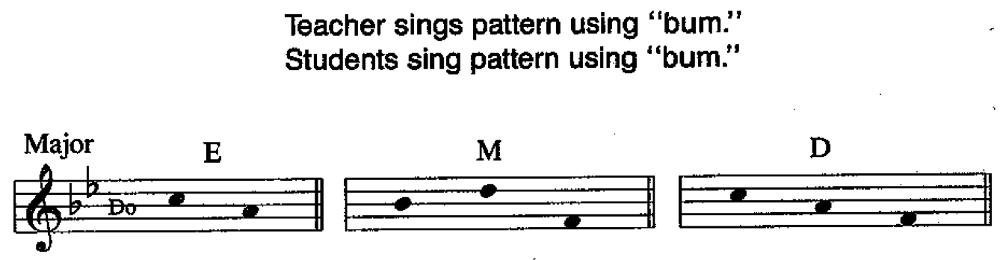 Teacher sings pattern using “bum.”
Students sing pattern using “bum.”
Major E M D
Do